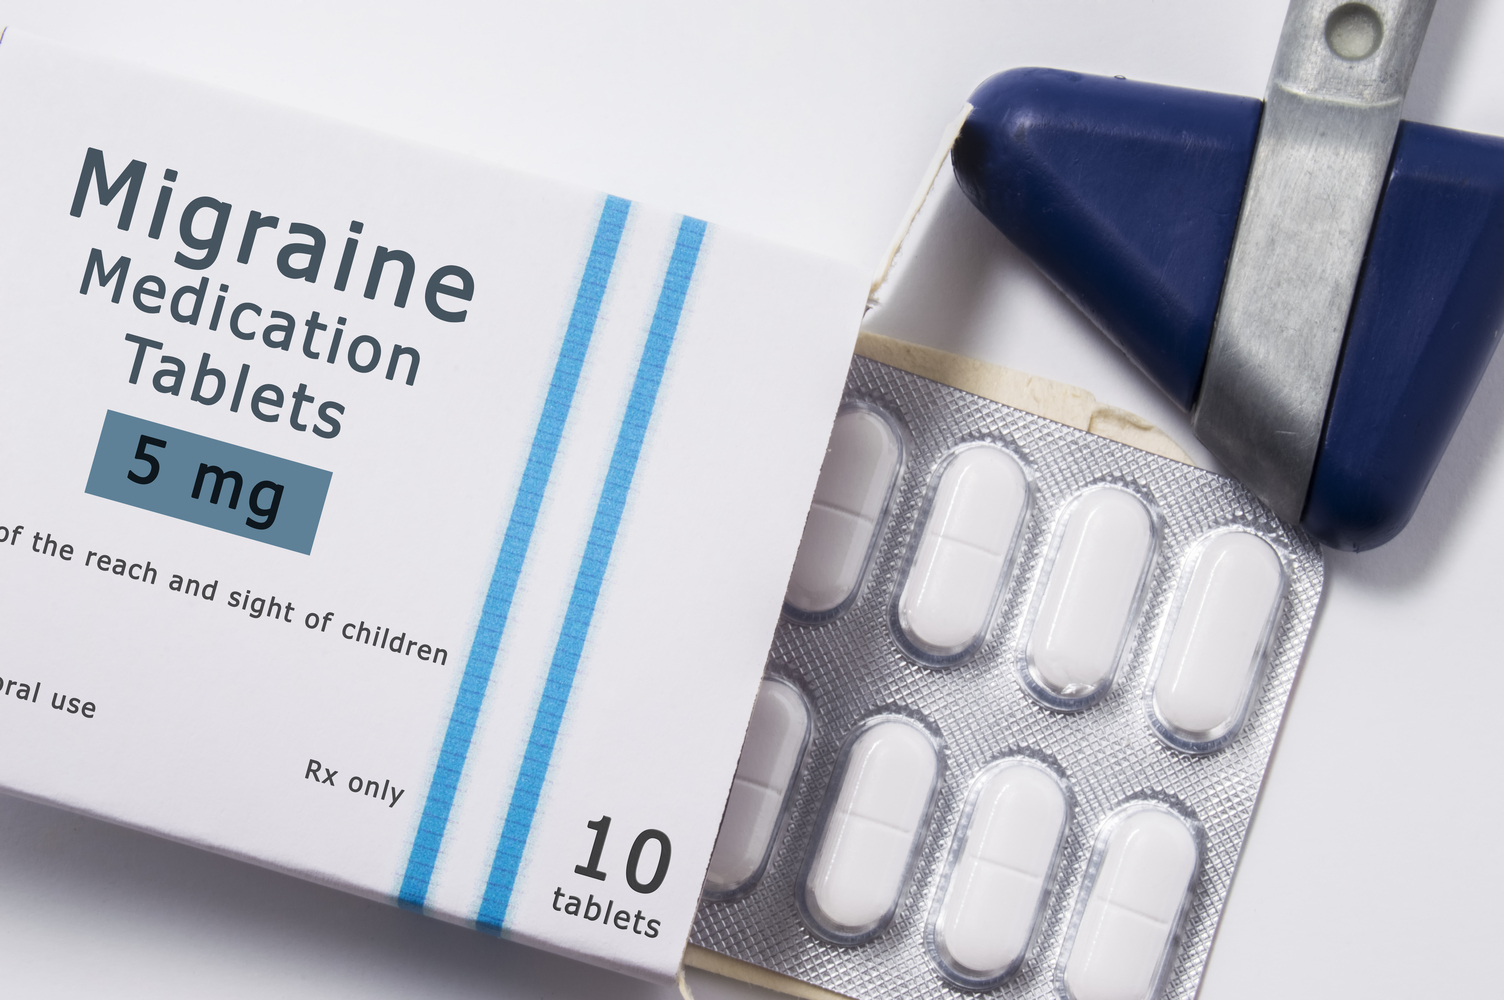 Migraine
Medication
Tablets
5 mg
of the reach and sight of children
oral use
Rx only
10
tablets